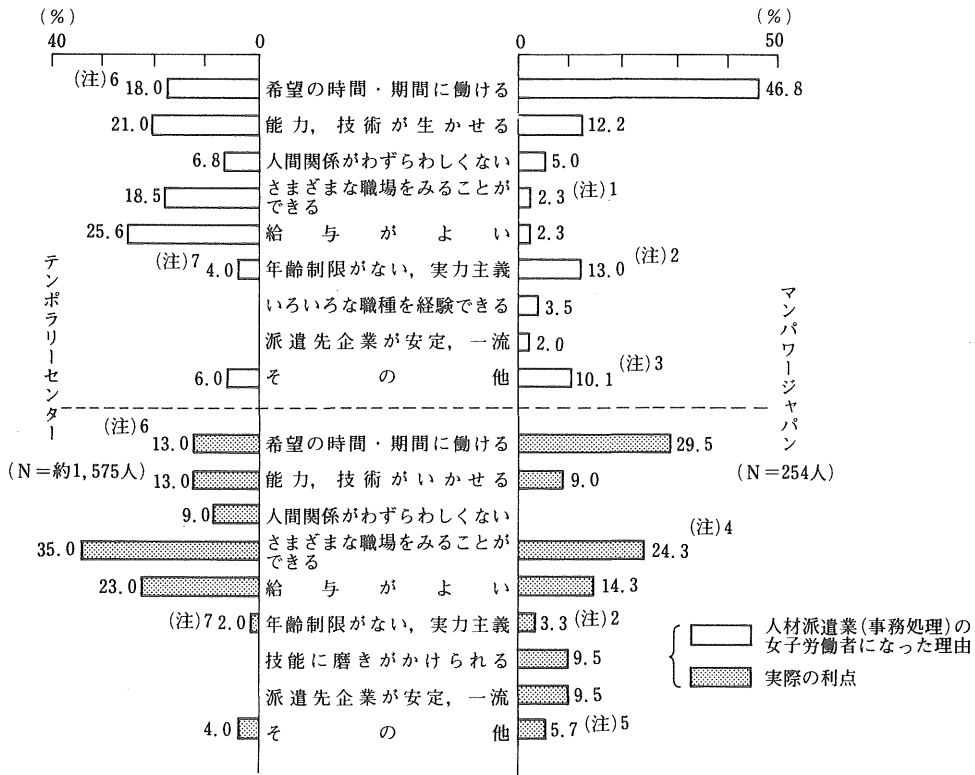 (%) (%)
40 0 0 50
(注)6 18.0 希望の時間・期間に働ける 46.8
21.0 能力，技術が生かせる 12.2
6.8 人間関係がわずらわしくない 5.0
さまざまな職場をみることが
18.5 できる 2.3 (注)1
25.6 給与がよい 2.3
(注)7 4.0 年齢制限がない，実力主義 13.0 (注)2
いろいろな職種を経験できる 3.5
派遣先企業が安定，一流 2.0
6.0 その他 10.1 (注)3
テンポラリーセンター
(N＝約1,575人)
マンパワージャパン
(N＝254人)
(注)6
13.0 希望の時間・期間に働ける 29.5
13.0 能力，技術がいかせる 9.0
9.0 人間関係がわずらわしくない
さまざまな職場をみることが
35.0 できる 24.3 (注)4
23.0 給与がよい 14.3
(注)7 2.0 年齢制限がない，実力主義 3.3 (注)2
技能に磨きがかけられる 9.5
派遣先企業が安定，一流 9.5
4.0 その他 5.7 (注)5
人材派遣業(事務処理)の
女子労働者になった理由
実際の利点